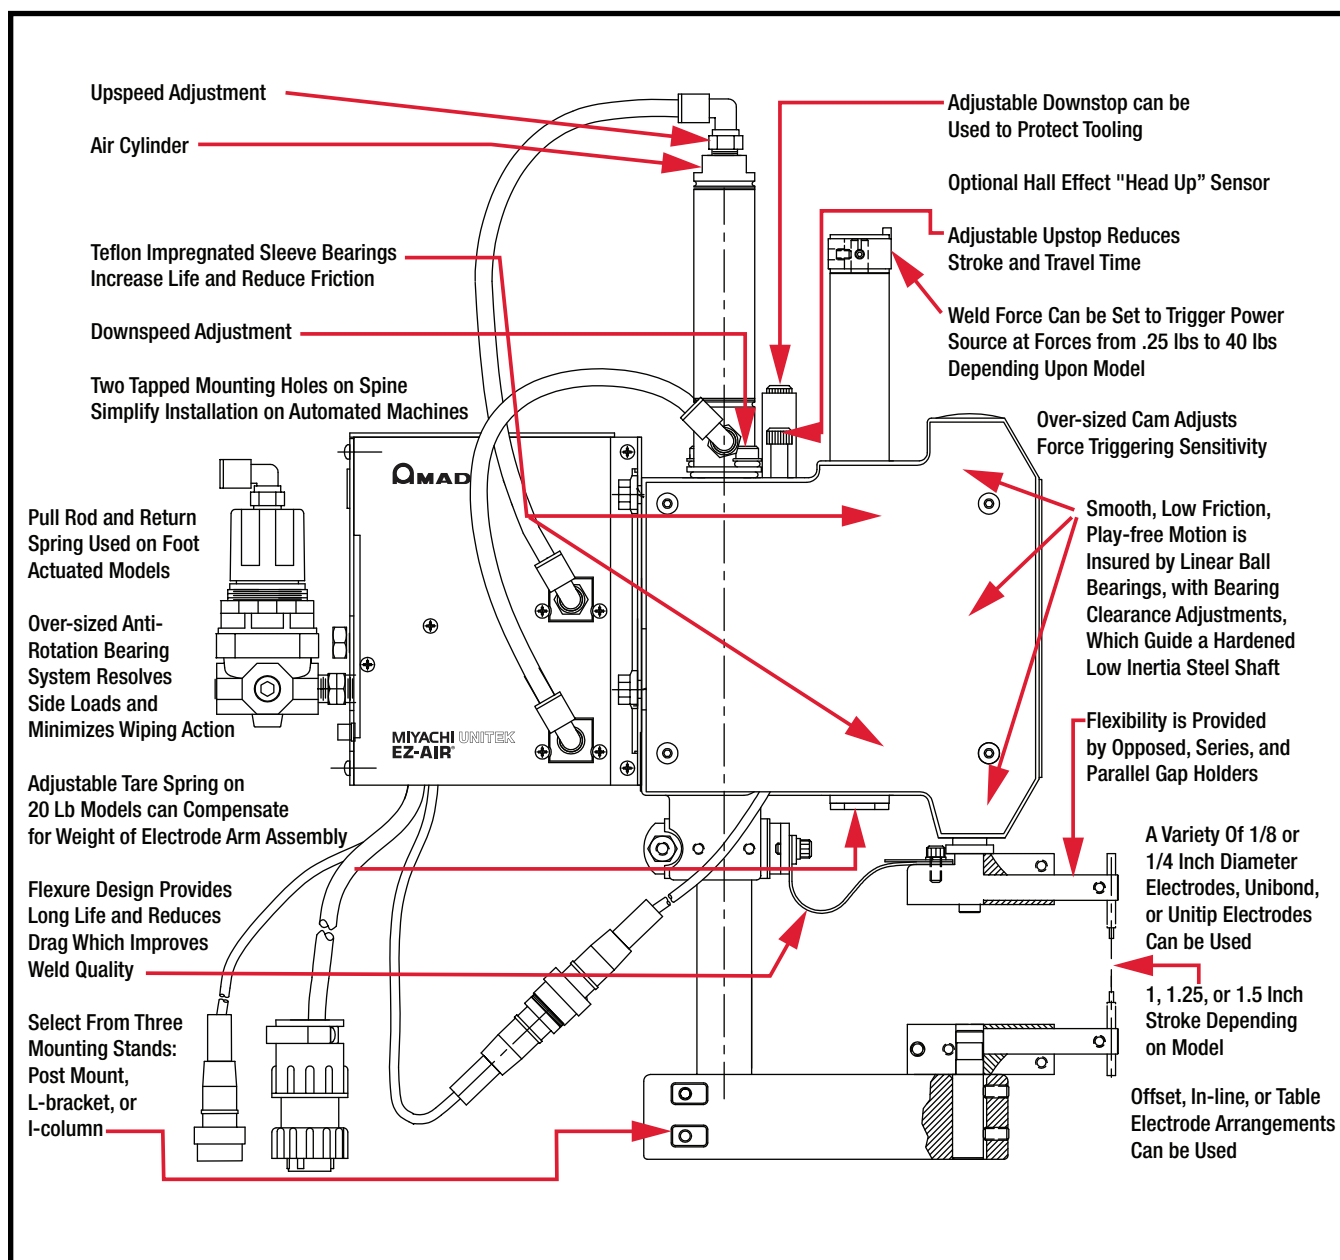 Upspeed Adjustment
Air Cylinder
Teflon Impregnated Sleeve Bearings
Increase Life and Reduce Friction
Downspeed Adjustment
Two Tapped Mounting Holes on Spine
Simplify Installation on Automated Machines
Pull Rod and Return
Spring Used on Foot
Actuated Models
Over-sized Anti-
Rotation Bearing
System Resolves
Side Loads and
Minimizes Wiping Action
Adjustable Tare Spring on
20 Lb Models can Compensate
for Weight of Electrode Arm Assembly
Flexure Design Provides
Long Life and Reduces
Drag Which Improves
Weld Quality
Select From Three
Mounting Stands:
Post Mount,
L-bracket, or
I-column
AMAD
MIYACHI UNITEK
EZ-AIR®
Adjustable Downstop can be
Used to Protect Tooling
Optional Hall Effect "Head Up” Sensor
Adjustable Upstop Reduces
Stroke and Travel Time
Weld Force Can be Set to Trigger Power
Source at Forces from .25 lbs to 40 lbs
Depending Upon Model
Over-sized Cam Adjusts
Force Triggering Sensitivity
Smooth, Low Friction,
Play-free Motion is
Insured by Linear Ball
Bearings, with Bearing
Clearance Adjustments,
Which Guide a Hardened
Low Inertia Steel Shaft
Flexibility is Provided
by Opposed, Series, and
Parallel Gap Holders
A Variety Of 1/8 or
1/4 Inch Diameter
Electrodes, Unibond,
or Unitip Electrodes
Can be Used
1, 1.25, or 1.5 Inch
Stroke Depending
on Model
Offset, In-line, or Table
Electrode Arrangements
Can be Used